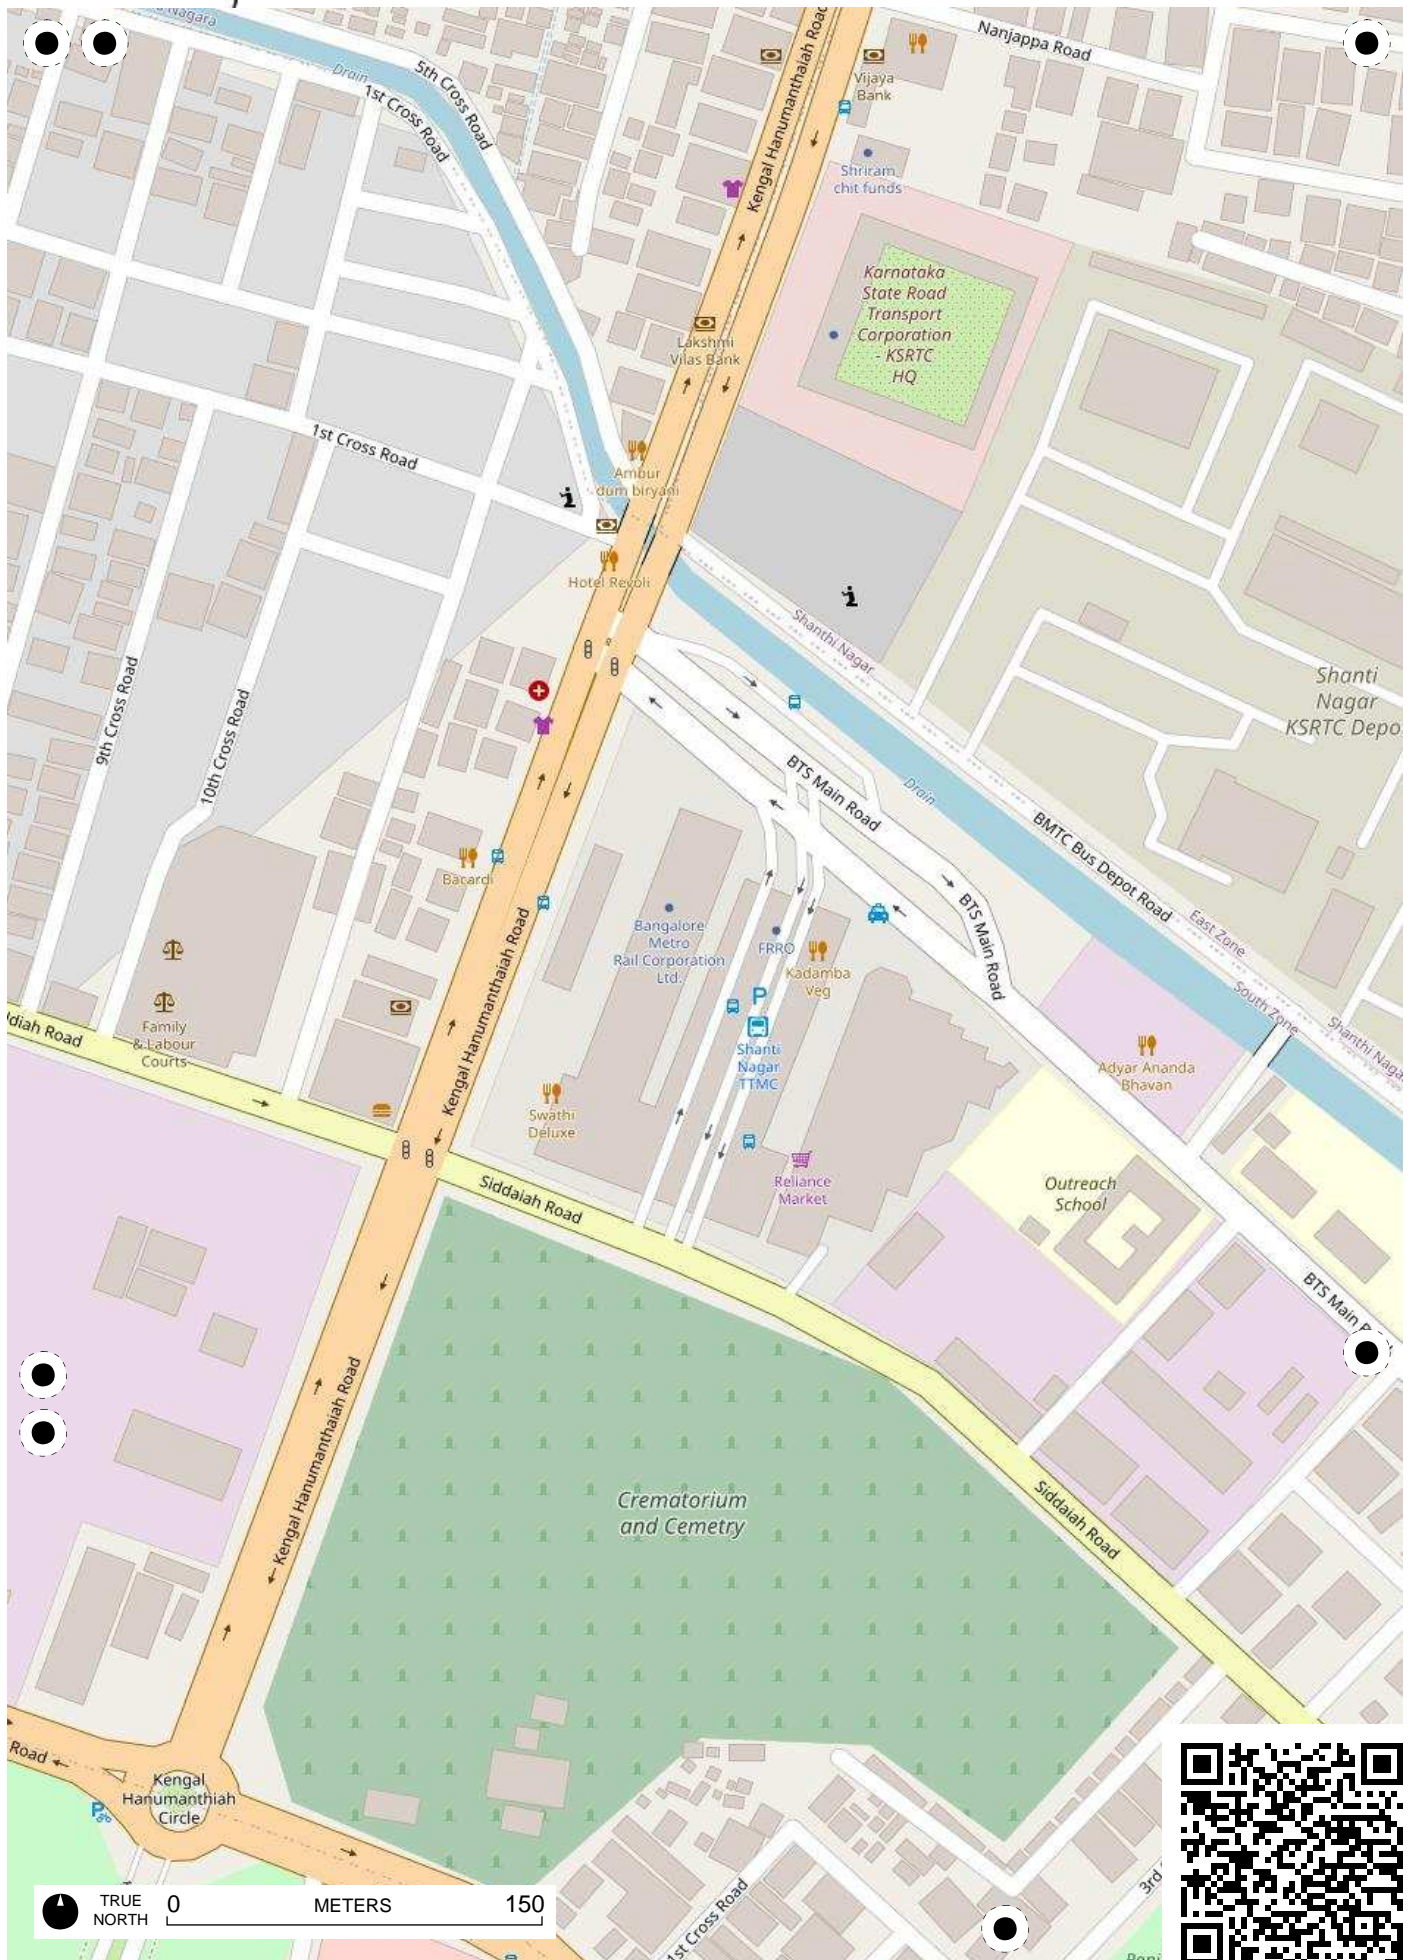 Nagara
Drain
5th Cross Road
1st Cross Road
Kengal Hanumanthaiah Road
Vijaya
Bank
Nanjappa Road
Shriram
chit funds
Karnataka
State Road
Transport
Corporation
- KSRTC
HQ
Lakshmi
Vilas Bank
1st Cross Road
Ambur
dum biryani
Hotel Revoli
Shanthi Nagar
Shanti
Nagar
KSRTC Depo
9th Cross Road
10th Cross Road
BTS Main Road
Drain
BMTC Bus Depot Road
Bacardi
East Zone
South Zone
Shanthi Naga
Kengal Hanumanthaiah Road
Bangalore
Metro
Rail Corporation
Ltd.
FRRO
Kadamba
Veg
BTS Main Road
P
Shanti
Nagar
TTMC
Adyar Ananda
Bhavan
ddiah Road
Family
& Labour
Courts
Swathi
Deluxe
Reliance
Market
Outreach
School
Siddaiah Road
BTS Main
Kengal Hanumanthaiah Road
Crematorium
and Cemetry
Siddaiah Road
Road
Kengal
Hanumanthiah
Circle
P
TRUE
NORTH
0
METERS
150
1st Cross Road
3rd